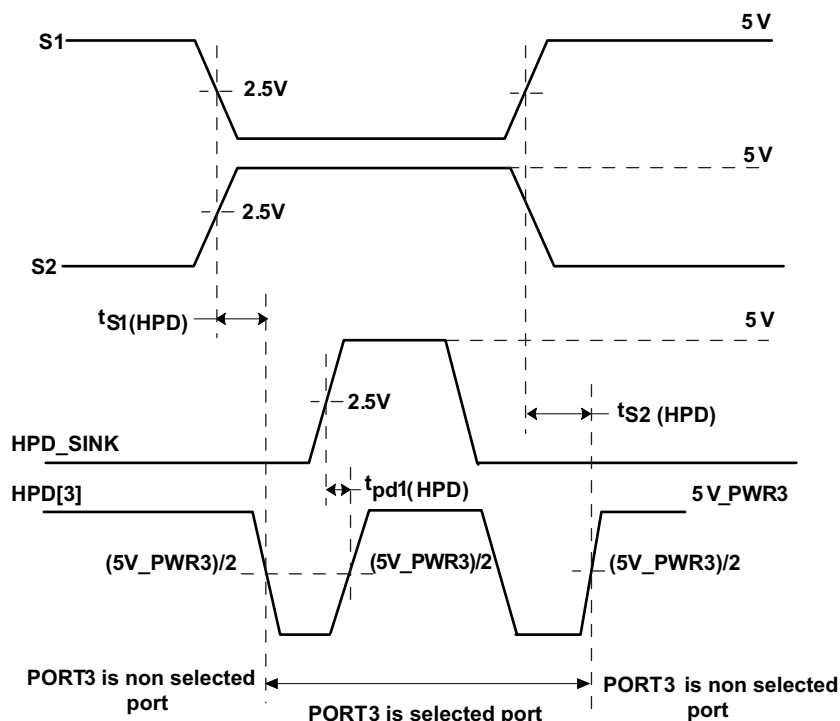 S1
5 V
2.5V
5 V
2.5V
S2
tS1(HPD)
5 V
2.5V
tS2 (HPD)
HPD_SINK
HPD[3]
tpd1(HPD)
5 V_PWR3
(5V_PWR3)/2
(5V_PWR3)/2
(5V_PWR3)/2
PORT3 is non selected
port
PORT3 is selected port
PORT3 is non selected
port